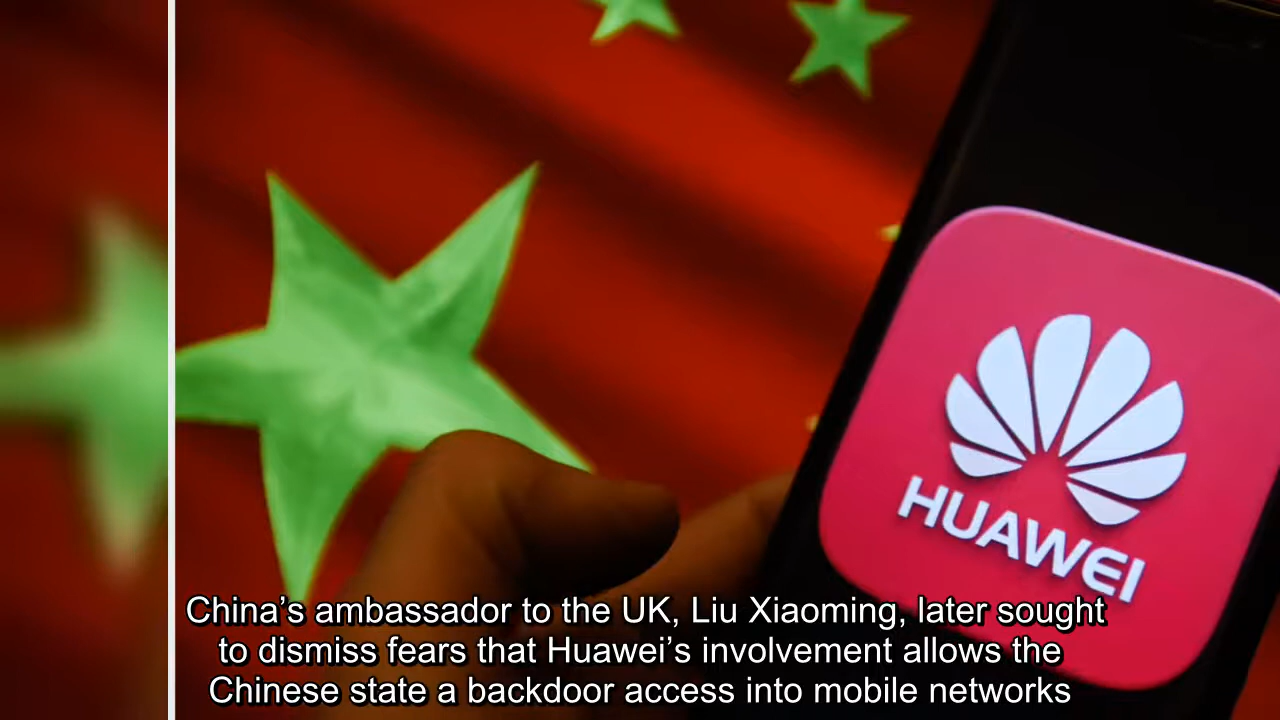 HUAWEI
China’s ambassador to the UK, Liu Xiaoming, later sought
to dismiss fears that Huawei’s involvement allows the
Chinese state a backdoor access into mobile networks